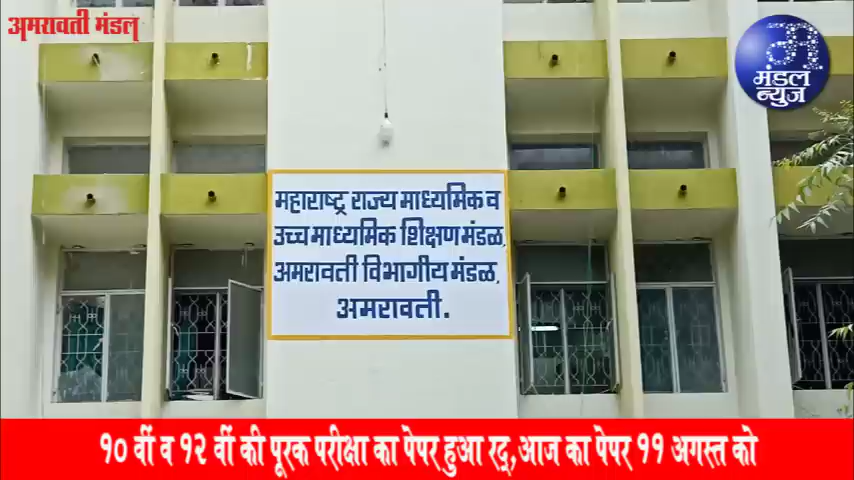 अमरावती मंडल
मंडल
न्युज
महाराष्ट्र राज्य माध्यमिक व
उच्च माध्यमिक शिक्षण मंडळ,
अमरावती विभागीय मंडळ,
अमरावती.
१० वीं व १२ वीं की पूरक परीक्षा का पेपर हुआ रद्,आज का पेपर ११ अगस्त को